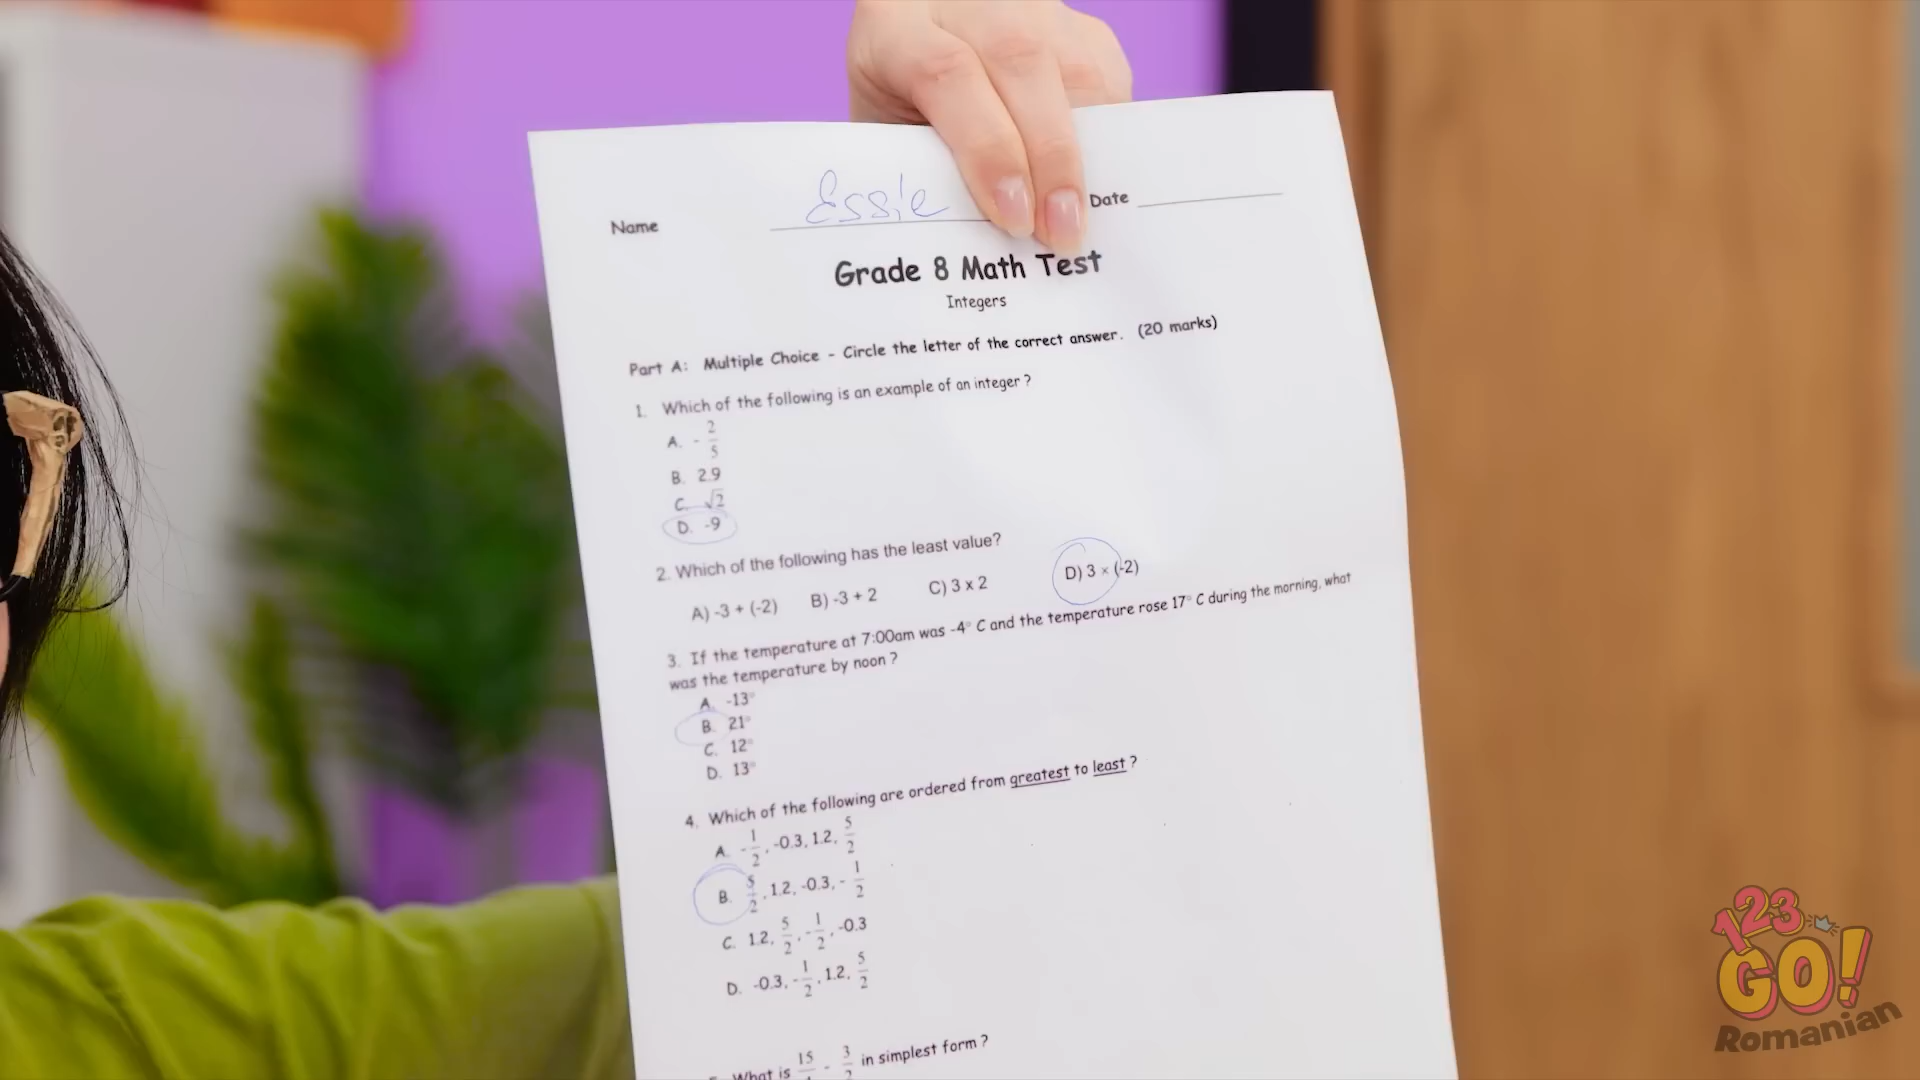 Name Essie Date
Grade 8 Math Test
Integers
Part A: Multiple Choice - Circle the letter of the correct answer. (20 marks)
1. Which of the following is an example of an integer ?
A. - 2/5
B. 2.9
C. √2
D. -9
2. Which of the following has the least value?
A) -3 + (-2) B) -3 + 2 C) 3 x 2 D) 3 × (-2)
3. If the temperature at 7:00am was -4° C and the temperature rose 17° C during the morning, what
was the temperature by noon ?
A. -13°
B. 21°
C. 12°
D. 13°
4. Which of the following are ordered from greatest to least ?
A. - 1/2, -0.3, 1.2, 5/2
B. 5/2, 1.2, -0.3, - 1/2
C. 1.2, 5/2, - 1/2, -0.3
D. -0.3, - 1/2, 1.2, 5/2
What is 15 - 3/2 in simplest form ?
123
GO!
Romanian